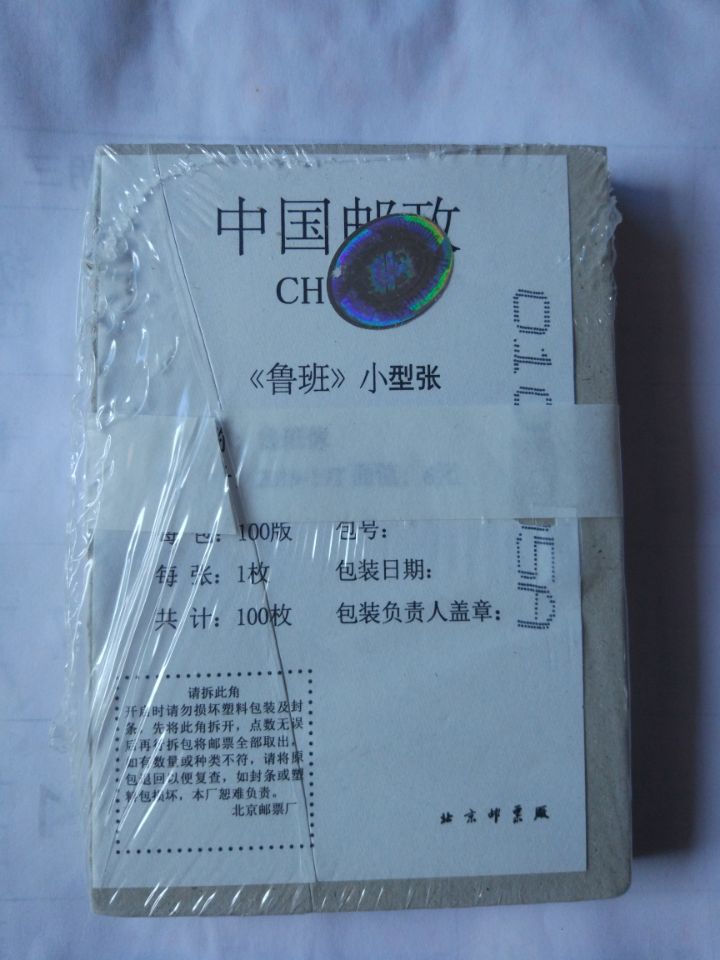 中国邮政
CH
《鲁班》小型张
每 包：100版 包号：
每 张：1枚 包装日期：
共 计：100枚 包装负责人盖章：
请拆此角
开启时请勿损坏塑料包装及封
条，先将此角拆开，点数无误
后再行拆包将邮票全部取出，
如有数量或种类不符，请将原
包退回以便复查，如封条或塑
料包损坏，本厂恕难负责。
北京邮票厂
北京邮票厂